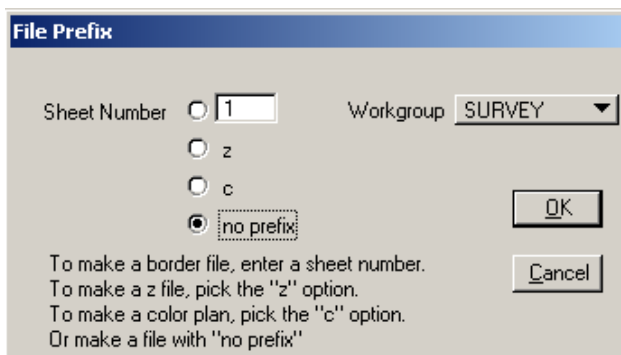 File Prefix
Sheet Number 1 Workgroup SURVEY
z
c
no prefix
OK
To make a border file, enter a sheet number.
Cancel
To make a z file, pick the "z" option.
To make a color plan, pick the "c" option.
Or make a file with "no prefix"